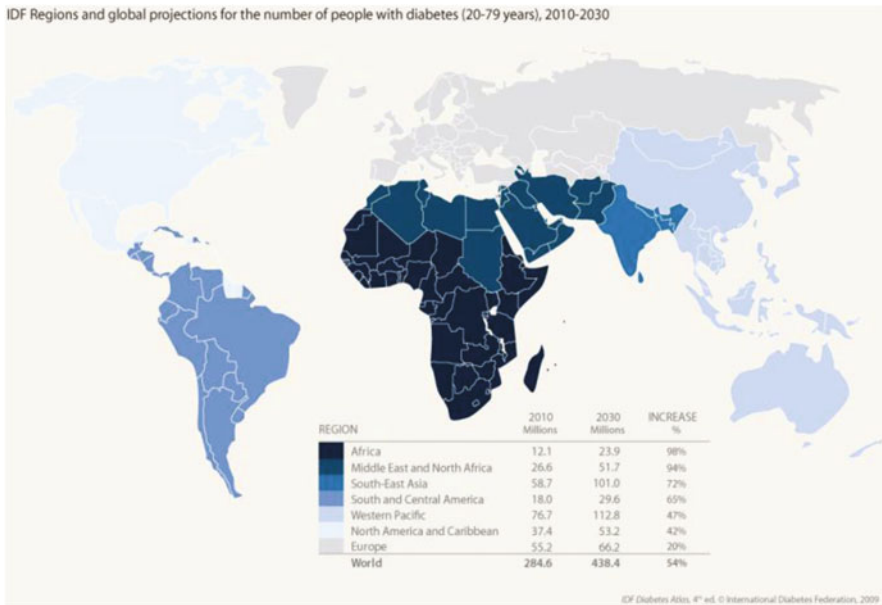 IDF Regions and global projections for the number of people with diabetes (20-79 years), 2010-2030
REGION 2010 Millions 2030 Millions INCREASE %
Africa 12.1 23.9 98%
Middle East and North Africa 26.6 51.7 94%
South-East Asia 58.7 101.0 72%
South and Central America 18.0 29.6 65%
Western Pacific 76.7 112.8 47%
North America and Caribbean 37.4 53.2 42%
Europe 55.2 66.2 20%
World 284.6 438.4 54%
IDF Diabetes Atlas, 4th ed. © International Diabetes Federation, 2009